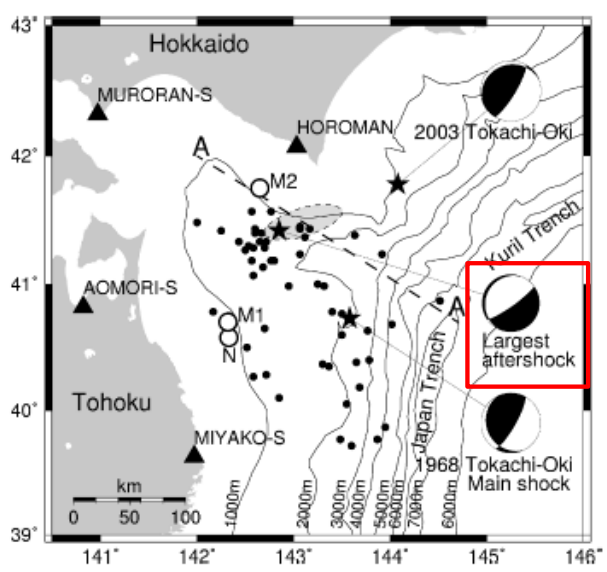 43˚
Hokkaido
MURORAN-S
HOROMAN
2003 Tokachi-Oki
42˚
A
M2
Kuril Trench
41˚
AOMORI-S
A
M1
N
Largest
aftershock
Japan Trench
40˚
Tohoku
MIYAKO-S
1968 Tokachi-Oki
Main shock
km
0 50 100
1000m
2000m
3000m
4000m
5000m
6000m
7000m
6000m
39˚
141˚ 142˚ 143˚ 144˚ 145˚ 146˚